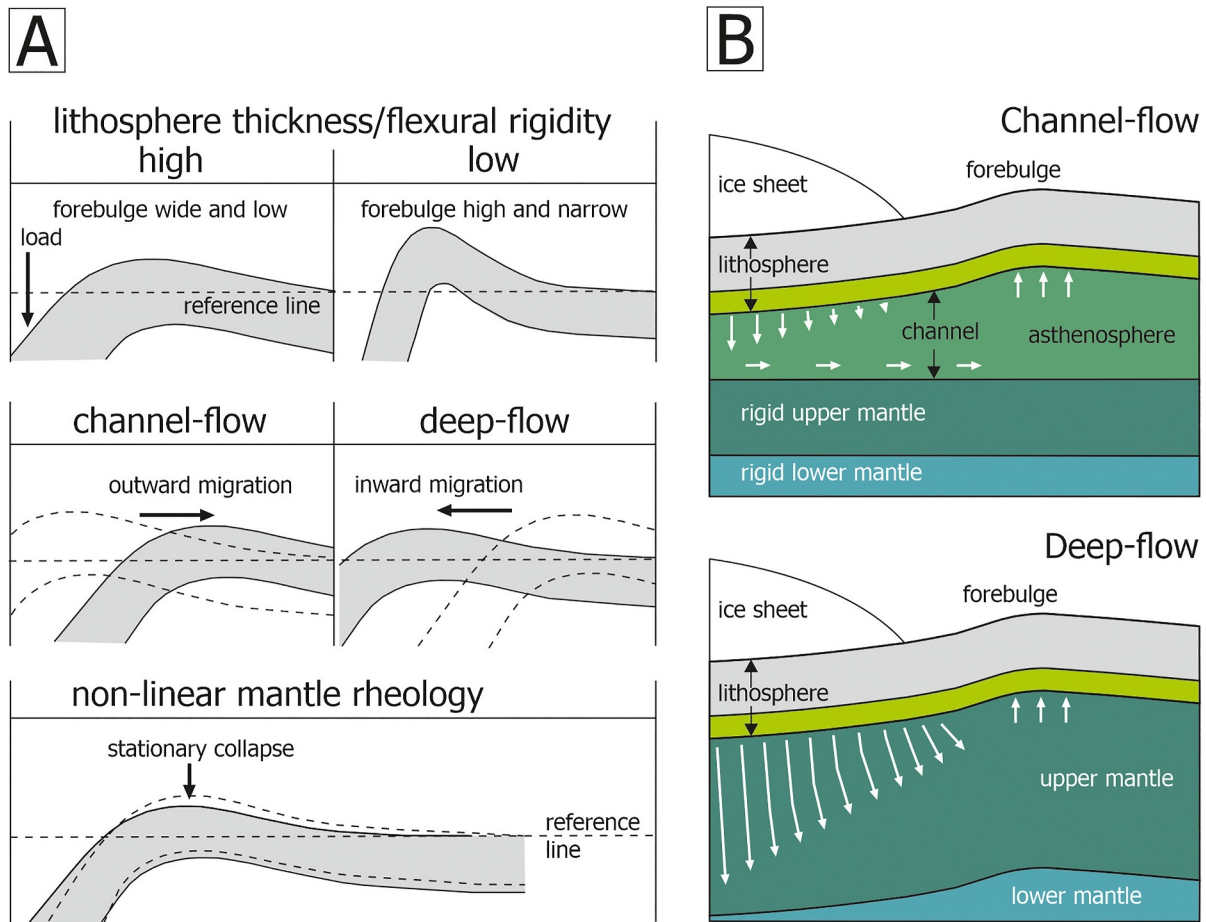 A
lithosphere thickness/flexural rigidity
high
low
forebulge wide and low
forebulge high and narrow
load
reference line
channel-flow
deep-flow
outward migration
inward migration
non-linear mantle rheology
stationary collapse
reference
line
B
Channel-flow
forebulge
ice sheet
lithosphere
channel
asthenosphere
rigid upper mantle
rigid lower mantle
Deep-flow
forebulge
ice sheet
lithosphere
upper mantle
lower mantle